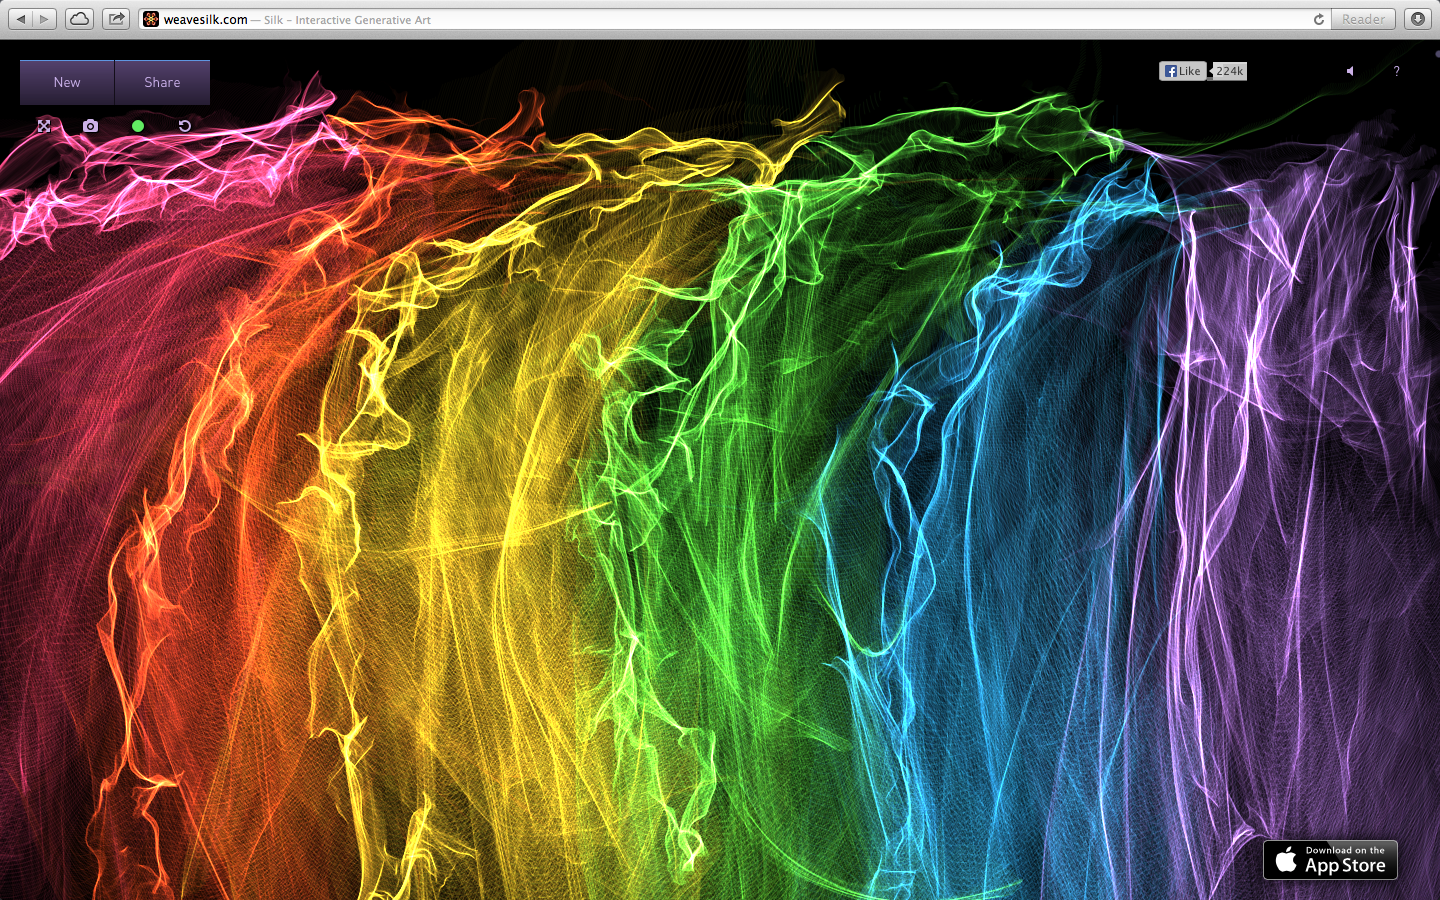 weavesilk.com — Silk – Interactive Generative Art
Reader
New
Share
Like
224k
?
Download on the
App Store